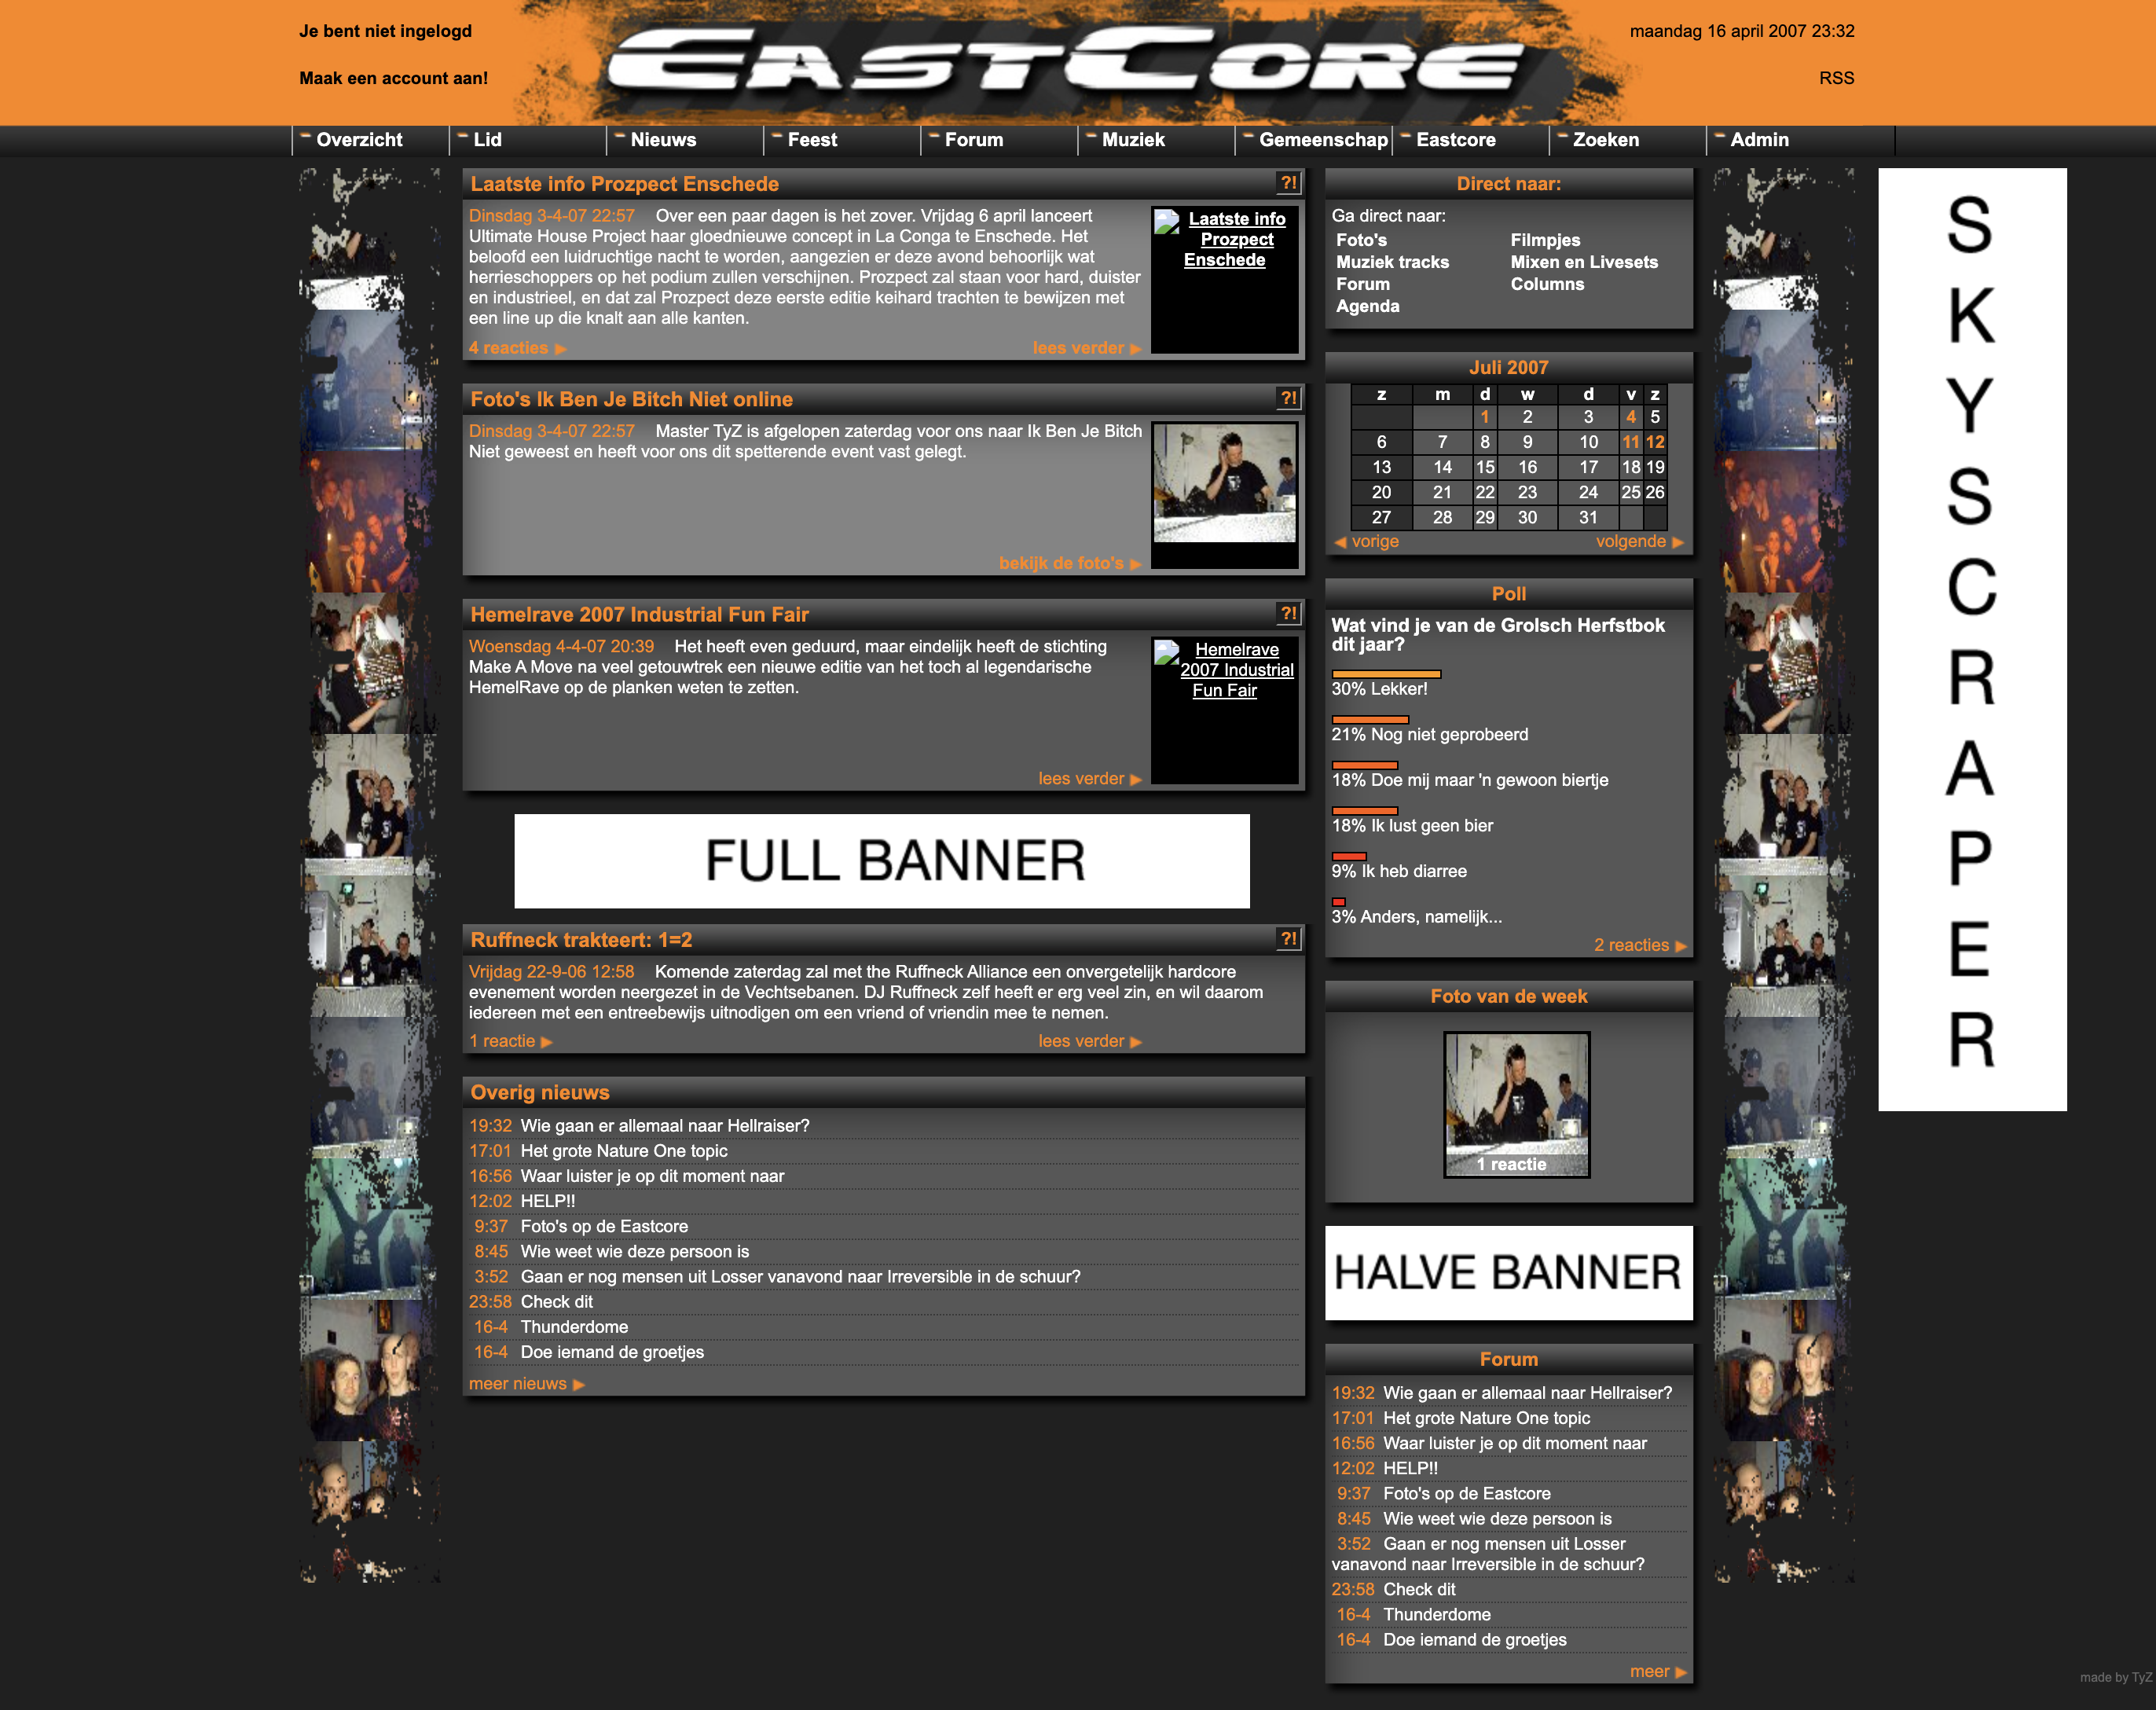 Je bent niet ingelogd
Maak een account aan!
EASTCORE
maandag 16 april 2007 23:32
RSS
Overzicht Lid Nieuws Feest Forum Muziek Gemeenschap Eastcore Zoeken Admin
Laatste info Prozpect Enschede ?!
Dinsdag 3-4-07 22:57 Over een paar dagen is het zover. Vrijdag 6 april lanceert
Ultimate House Project haar gloednieuwe concept in La Conga te Enschede. Het
beloofd een luidruchtige nacht te worden, aangezien er deze avond behoorlijk wat
herrieschoppers op het podium zullen verschijnen. Prozpect zal staan voor hard, duister
en industrieel, en dat zal Prozpect deze eerste editie keihard trachten te bewijzen met
een line up die knalt aan alle kanten.
4 reacties lees verder
Laatste info
Prozpect
Enschede
Foto's Ik Ben Je Bitch Niet online ?!
Dinsdag 3-4-07 22:57 Master TyZ is afgelopen zaterdag voor ons naar Ik Ben Je Bitch
Niet geweest en heeft voor ons dit spetterende event vast gelegt.
bekijk de foto's
Hemelrave 2007 Industrial Fun Fair ?!
Woensdag 4-4-07 20:39 Het heeft even geduurd, maar eindelijk heeft de stichting
Make A Move na veel getouwtrek een nieuwe editie van het toch al legendarische
HemelRave op de planken weten te zetten.
lees verder
Hemelrave
2007 Industrial
Fun Fair
FULL BANNER
Ruffneck trakteert: 1=2 ?!
Vrijdag 22-9-06 12:58 Komende zaterdag zal met the Ruffneck Alliance een onvergetelijk hardcore
evenement worden neergezet in de Vechtsebanen. DJ Ruffneck zelf heeft er erg veel zin, en wil daarom
iedereen met een entreebewijs uitnodigen om een vriend of vriendin mee te nemen.
1 reactie lees verder
Overig nieuws
19:32 Wie gaan er allemaal naar Hellraiser?
17:01 Het grote Nature One topic
16:56 Waar luister je op dit moment naar
12:02 HELP!!
9:37 Foto's op de Eastcore
8:45 Wie weet wie deze persoon is
3:52 Gaan er nog mensen uit Losser vanavond naar Irreversible in de schuur?
23:58 Check dit
16-4 Thunderdome
16-4 Doe iemand de groetjes
meer nieuws
Direct naar:
Ga direct naar:
Foto's Filmpjes
Muziek tracks Mixen en Livesets
Forum Columns
Agenda
Juli 2007
z m d w d v z
1 2 3 4 5
6 7 8 9 10 11 12
13 14 15 16 17 18 19
20 21 22 23 24 25 26
27 28 29 30 31
vorige volgende
Poll
Wat vind je van de Grolsch Herfstbok
dit jaar?
30% Lekker!
21% Nog niet geprobeerd
18% Doe mij maar 'n gewoon biertje
18% Ik lust geen bier
9% Ik heb diarree
3% Anders, namelijk...
2 reacties
Foto van de week
1 reactie
HALVE BANNER
Forum
19:32 Wie gaan er allemaal naar Hellraiser?
17:01 Het grote Nature One topic
16:56 Waar luister je op dit moment naar
12:02 HELP!!
9:37 Foto's op de Eastcore
8:45 Wie weet wie deze persoon is
3:52 Gaan er nog mensen uit Losser
vanavond naar Irreversible in de schuur?
23:58 Check dit
16-4 Thunderdome
16-4 Doe iemand de groetjes
meer
SKYSCRAPER
made by TyZ